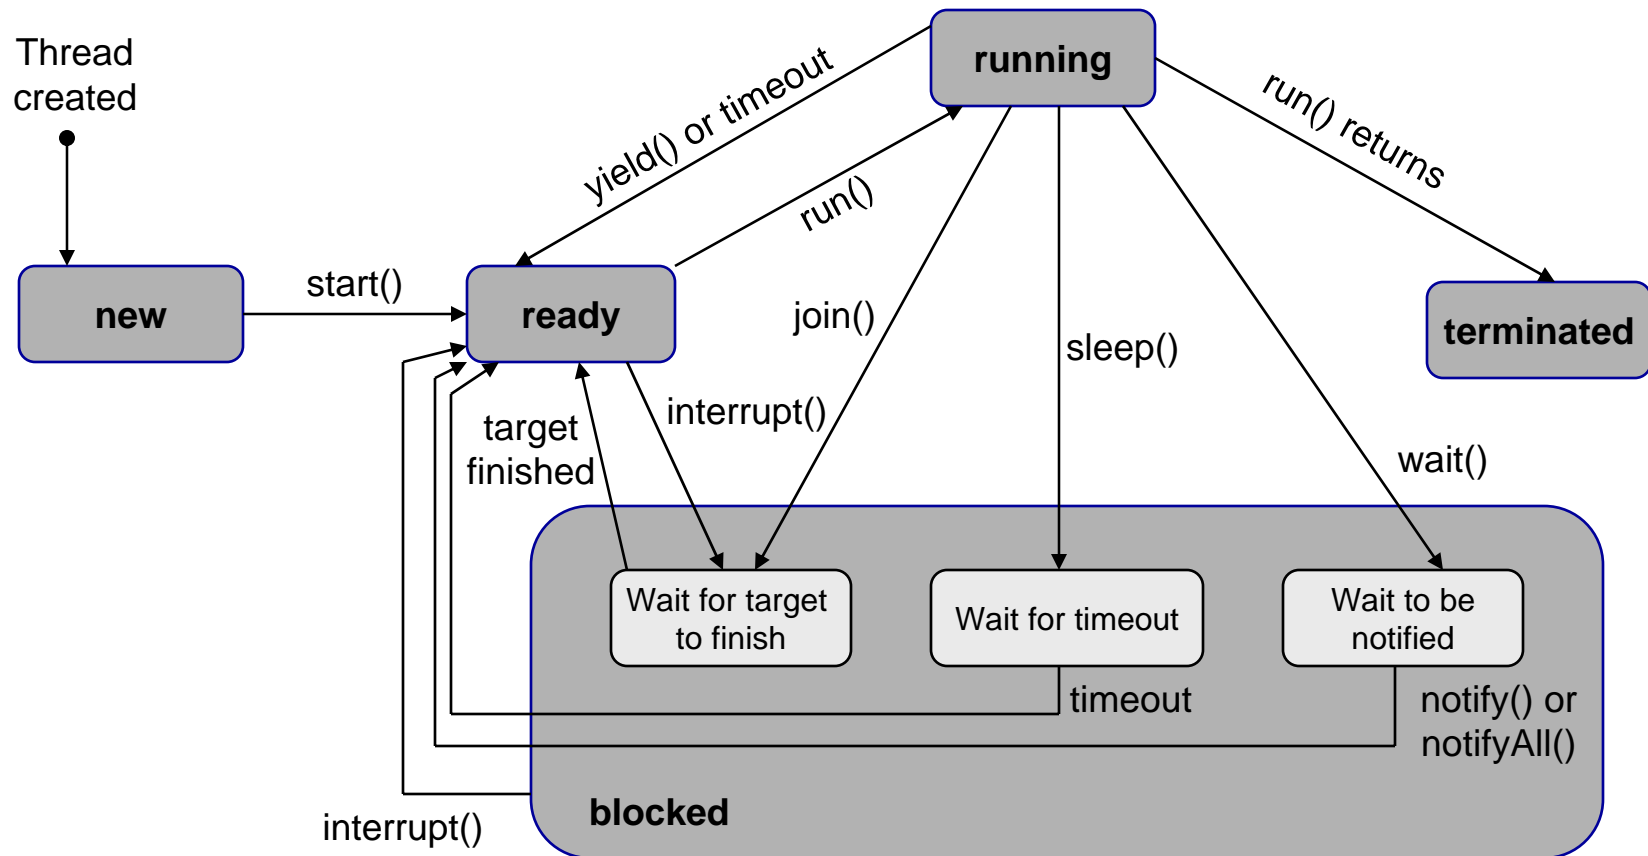 Thread
created
running
yield() or timeout
run() returns
run()
new
start()
ready
join()
sleep()
terminated
interrupt()
target
finished
wait()
Wait for target
to finish
Wait for timeout
Wait to be
notified
timeout
notify() or
notifyAll()
interrupt()
blocked